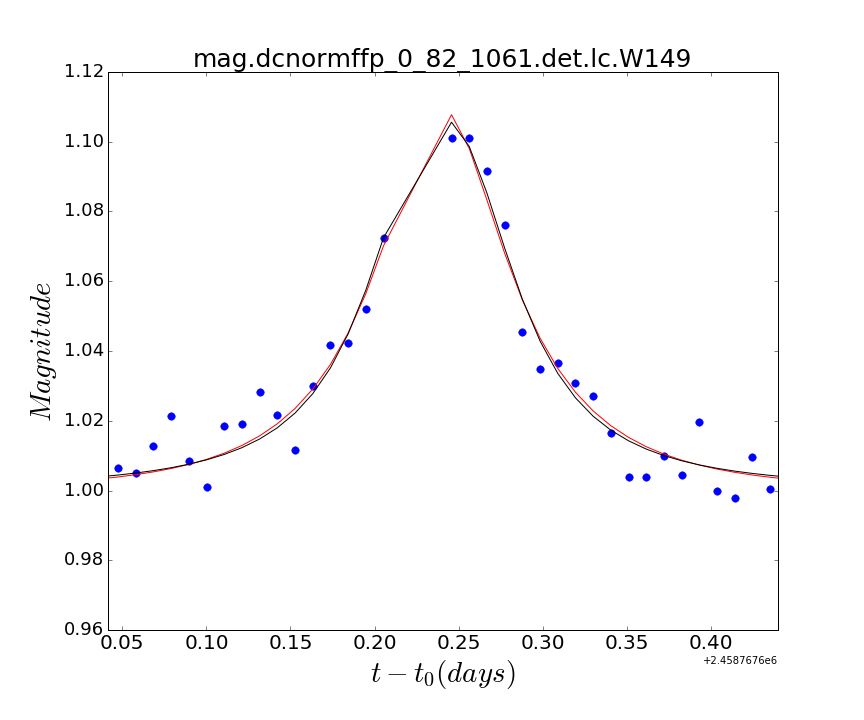 mag.dcnormffp_0_82_1061.det.lc.W149
1.12
1.10
1.08
1.06
1.04
1.02
1.00
0.98
0.96
Magnitude
0.05 0.10 0.15 0.20 0.25 0.30 0.35 0.40
+2.4587676e6
t − t₀(days)